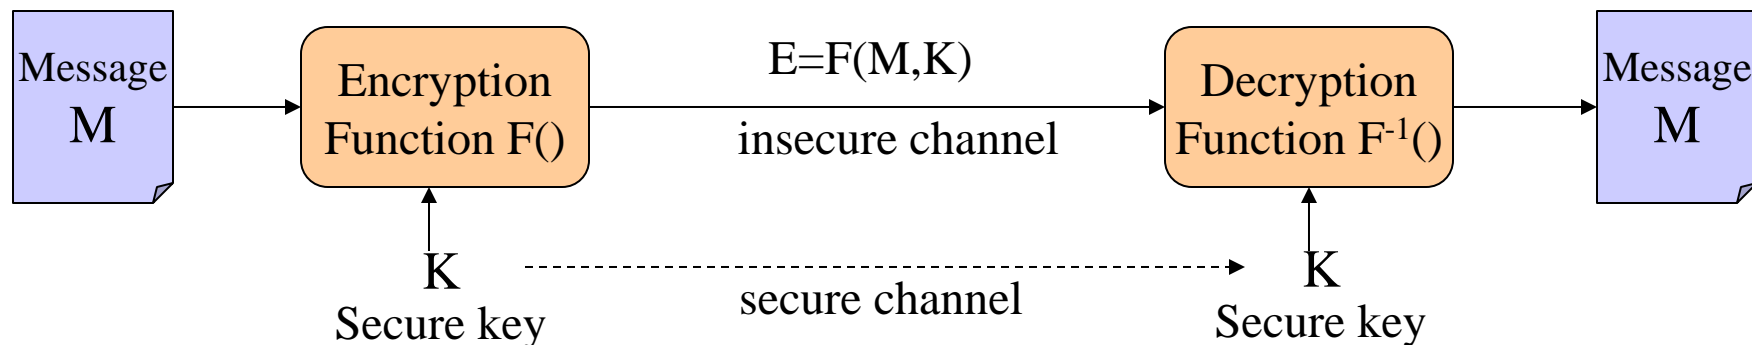 Message
M
Encryption
Function F()
E=F(M,K)
insecure channel
Decryption
Function F⁻¹()
Message
M
K
Secure key
secure channel
K
Secure key